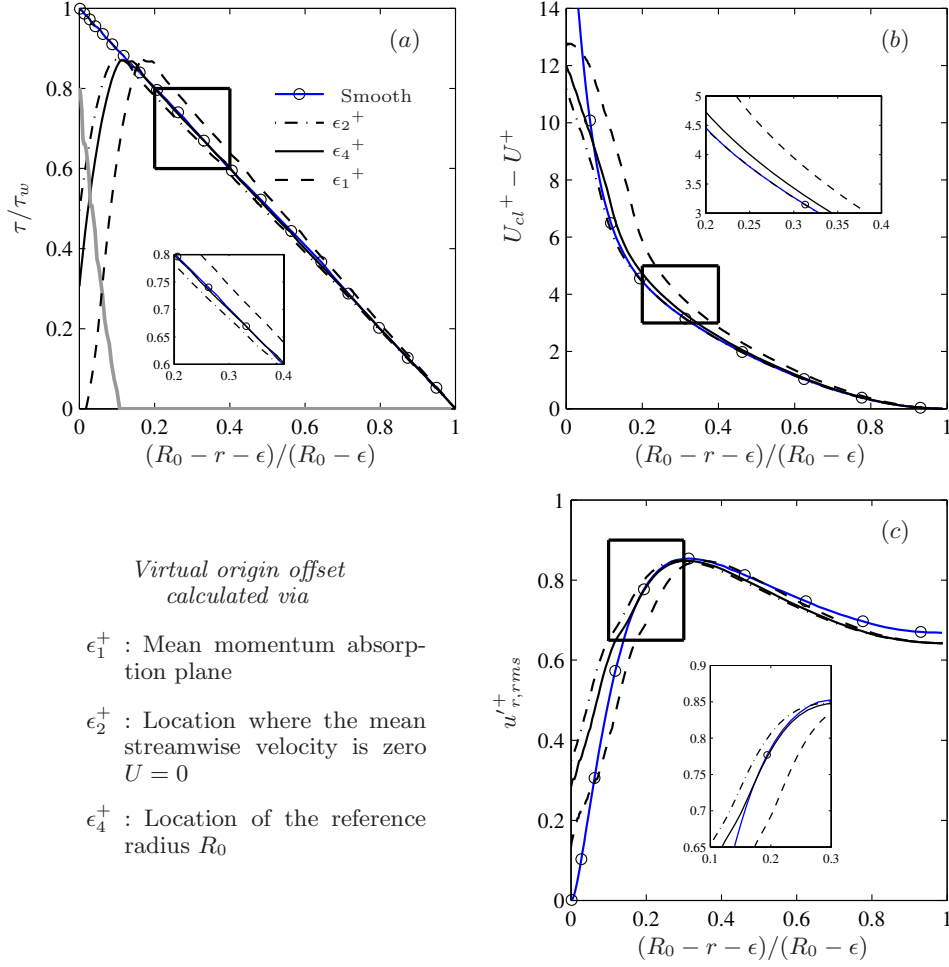 (a)
1
0.8
0.6
0.4
0.2
0
τ/τ_w
Smooth
ϵ₂⁺
ϵ₄⁺
ϵ₁⁺
0.8
0.75
0.7
0.65
0.6
0.2 0.3 0.4
0 0.2 0.4 0.6 0.8 1
(R₀ − r − ϵ)/(R₀ − ϵ)
(b)
14
12
10
8
6
4
2
0
U_cl⁺ − U⁺
5
4.5
4
3.5
3
0.2 0.25 0.3 0.35 0.4
0 0.2 0.4 0.6 0.8 1
(R₀ − r − ϵ)/(R₀ − ϵ)
Virtual origin offset
calculated via
ϵ₁⁺ : Mean momentum absorp-
tion plane
ϵ₂⁺ : Location where the mean
streamwise velocity is zero
U = 0
ϵ₄⁺ : Location of the reference
radius R₀
(c)
1
0.8
0.6
0.4
0.2
0
u′⁺_r,rms
0.9
0.85
0.8
0.75
0.7
0.65
0.1 0.2 0.3
0 0.2 0.4 0.6 0.8 1
(R₀ − r − ϵ)/(R₀ − ϵ)